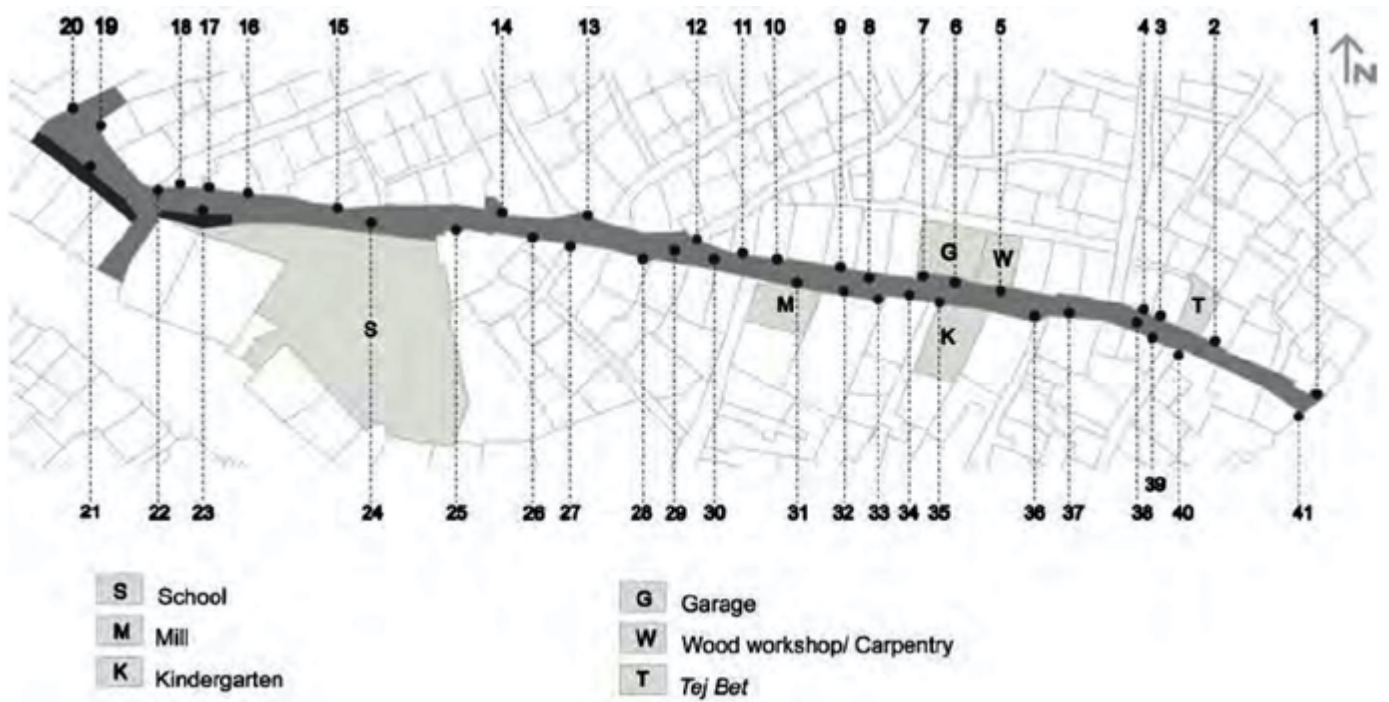 20 19 18 17 16 15 14 13 12 11 10 9 8 7 6 5 4 3 2 1
N
G W
T
M
S K
39
21 22 23 24 25 26 27 28 29 30 31 32 33 34 35 36 37 38 40 41
S School
M Mill
K Kindergarten
G Garage
W Wood workshop/ Carpentry
T Tej Bet